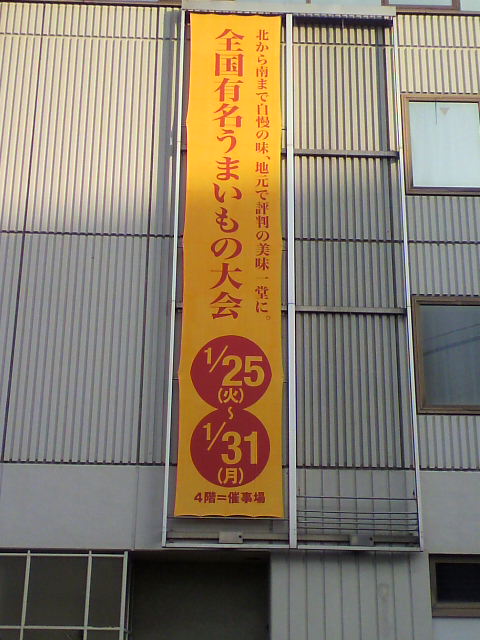 北から南まで自慢の味、地元で評判の美味一堂に。
全国有名うまいもの大会
1/25
(火)
〜
1/31
(月)
4階=催事場